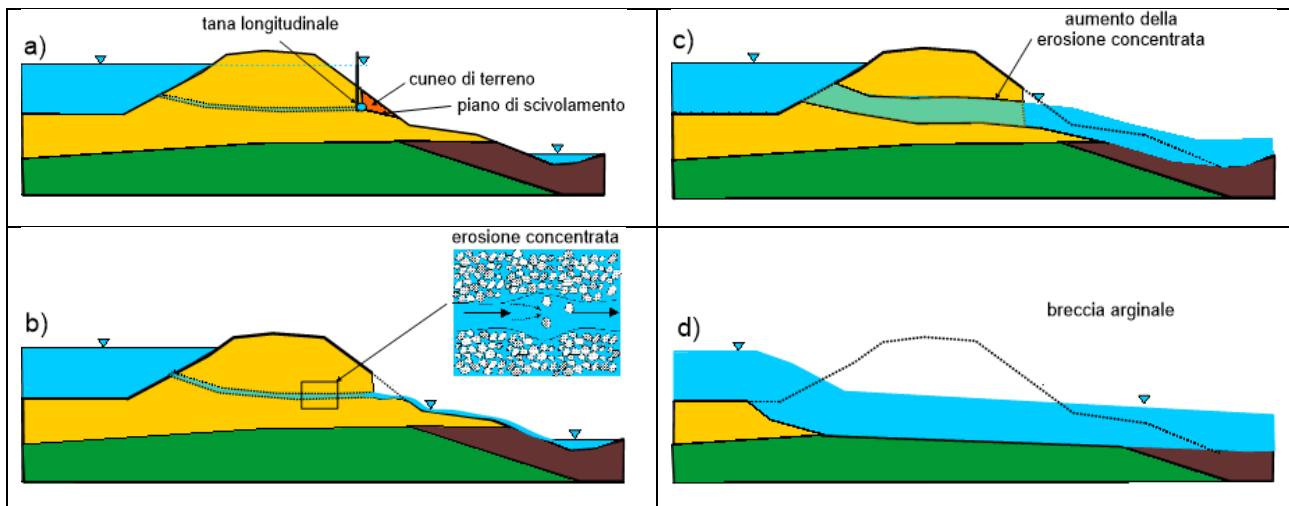 a)
tana longitudinale
cuneo di terreno
piano di scivolamento
c)
aumento della
erosione concentrata
b)
erosione concentrata
d)
breccia arginale